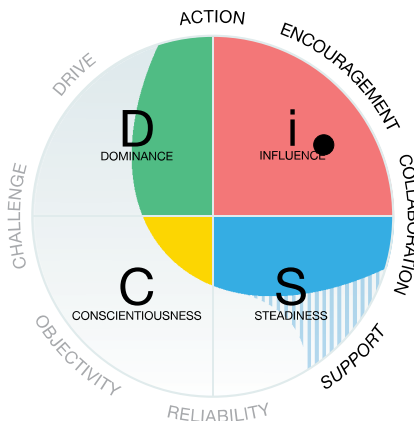 ACTION
DRIVE
ENCOURAGEMENT
D
DOMINANCE
i
INFLUENCE
CHALLENGE
COLLABORATION
C
CONSCIENTIOUSNESS
S
STEADINESS
OBJECTIVITY
SUPPORT
RELIABILITY